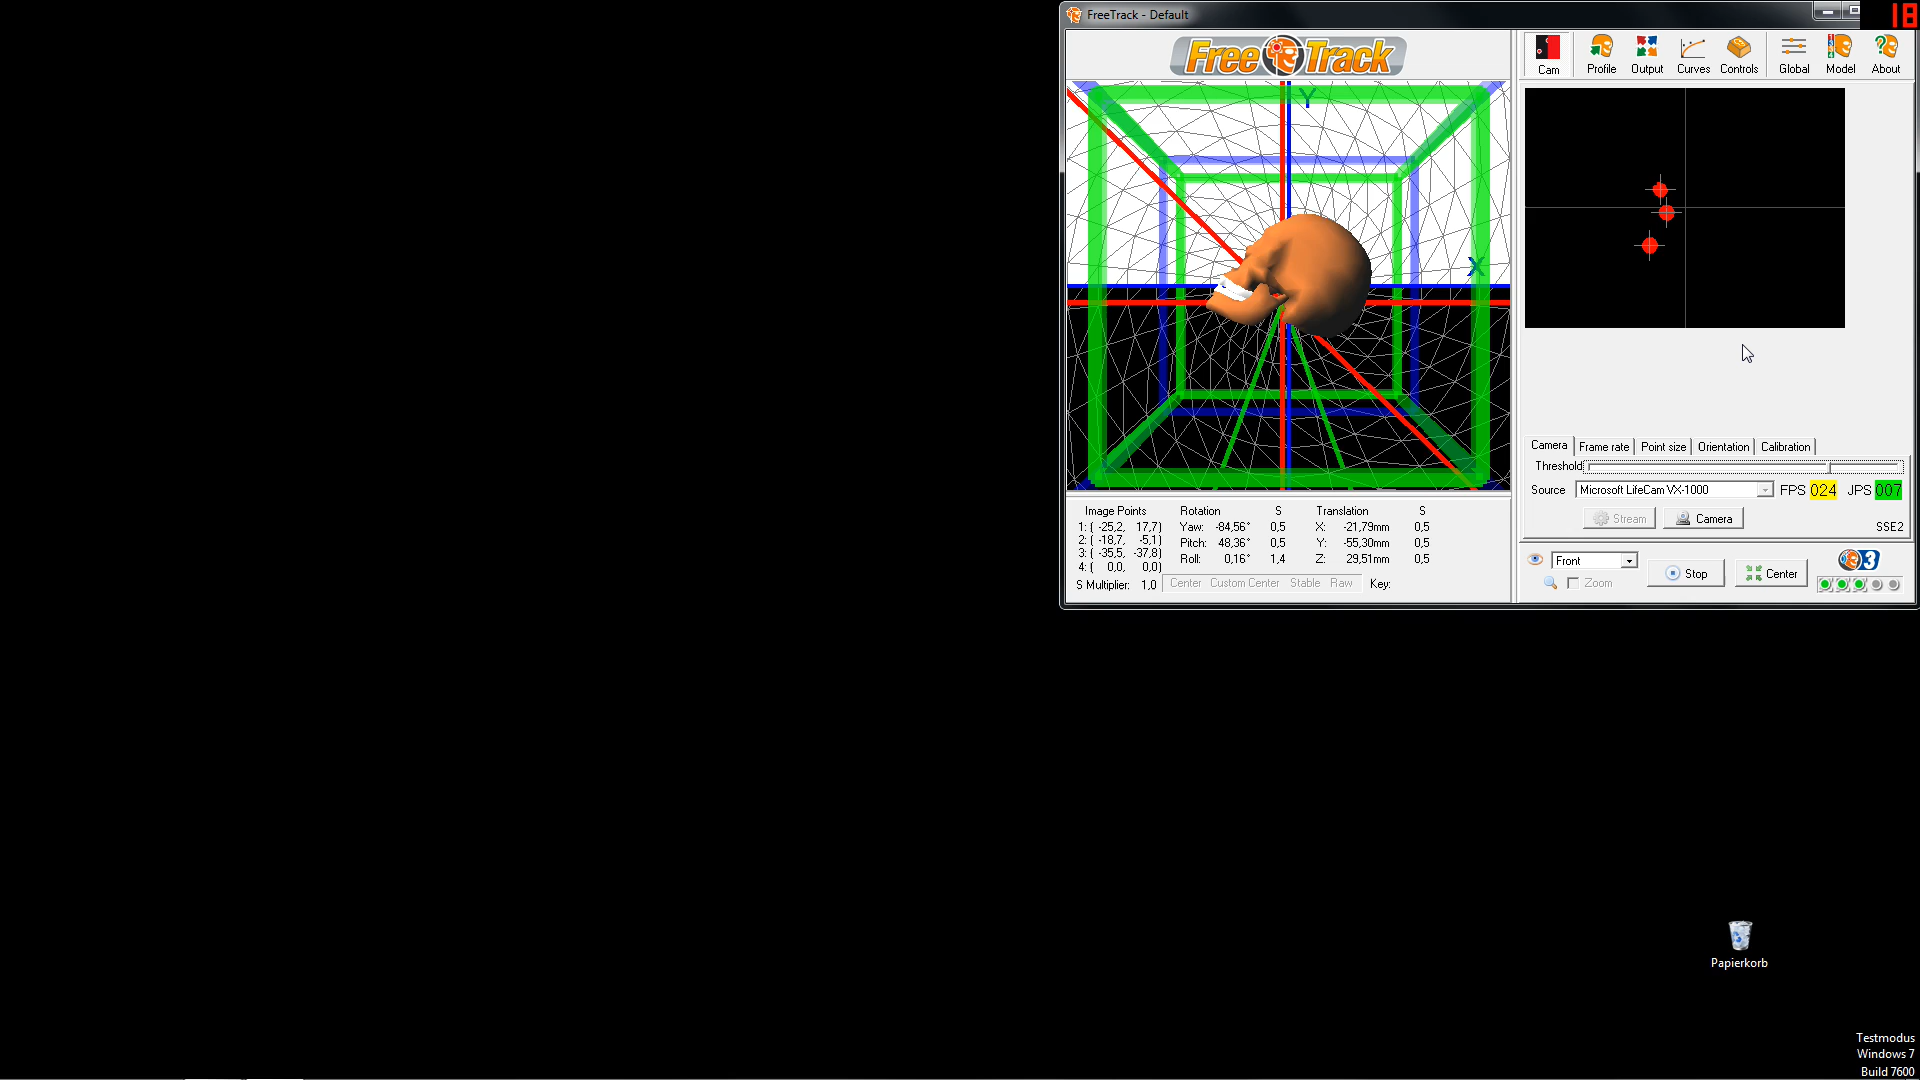 FreeTrack - Default
18
Free Track
Cam
Profile
Output
Curves
Controls
Global
Model
About
Y
X
Camera
Frame rate
Point size
Orientation
Calibration
Threshold
Source Microsoft LifeCam VX-1000 FPS 024 JPS 007
Stream
Camera
SSE2
Image Points Rotation S Translation S
1: ( -25,2, 17,7) Yaw: -84,56° 0,5 X: -21,79mm 0,5
2: ( -18,7, -5,1) Pitch: 48,36° 0,5 Y: -55,30mm 0,5
3: ( -35,5, -37,8) Roll: 0,16° 1,4 Z: 29,51mm 0,5
4: ( 0,0, 0,0)
S Multiplier: 1,0 Center Custom Center Stable Raw Key:
Front
Zoom
Stop
Center
3
Papierkorb
Testmodus
Windows 7
Build 7600